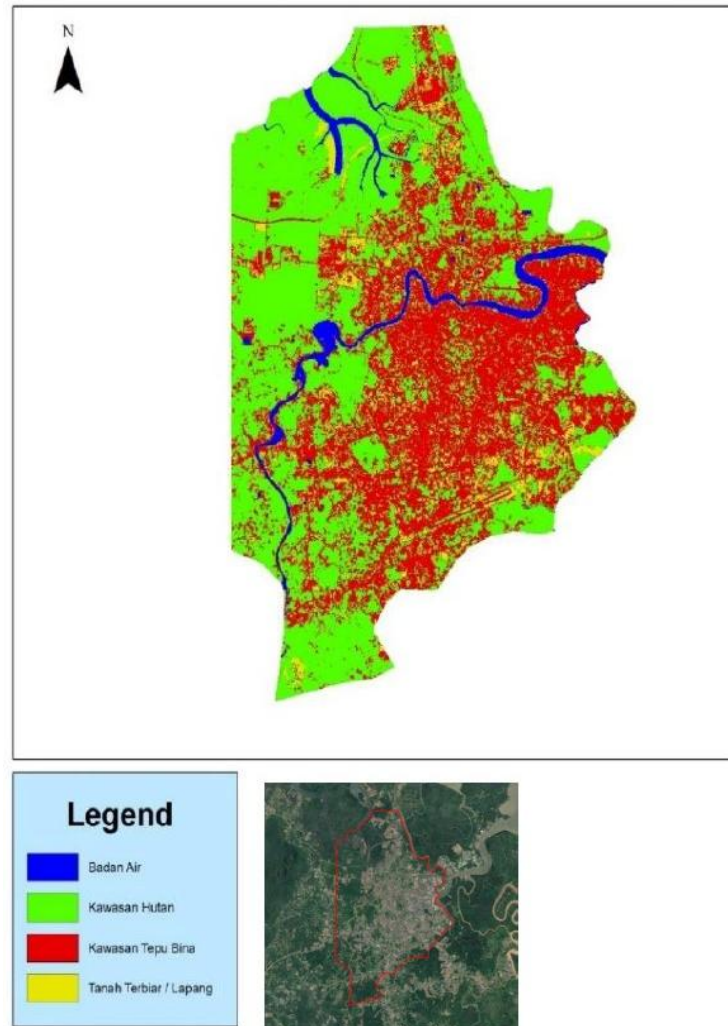 N
Legend
Badan Air
Kawasan Hutan
Kawasan Tepu Bina
Tanah Terbiar / Lapang